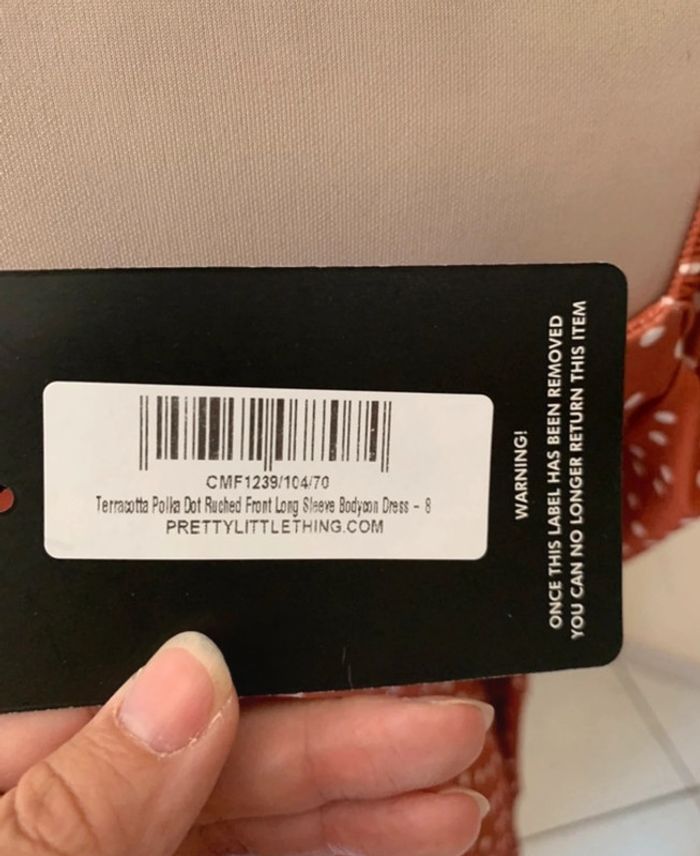 CMF1239/104/70
Terracotta Polka Dot Ruched Front Long Sleeve Bodycon Dress - 8
PRETTYLITTLETHING.COM
WARNING!
ONCE THIS LABEL HAS BEEN REMOVED
YOU CAN NO LONGER RETURN THIS ITEM